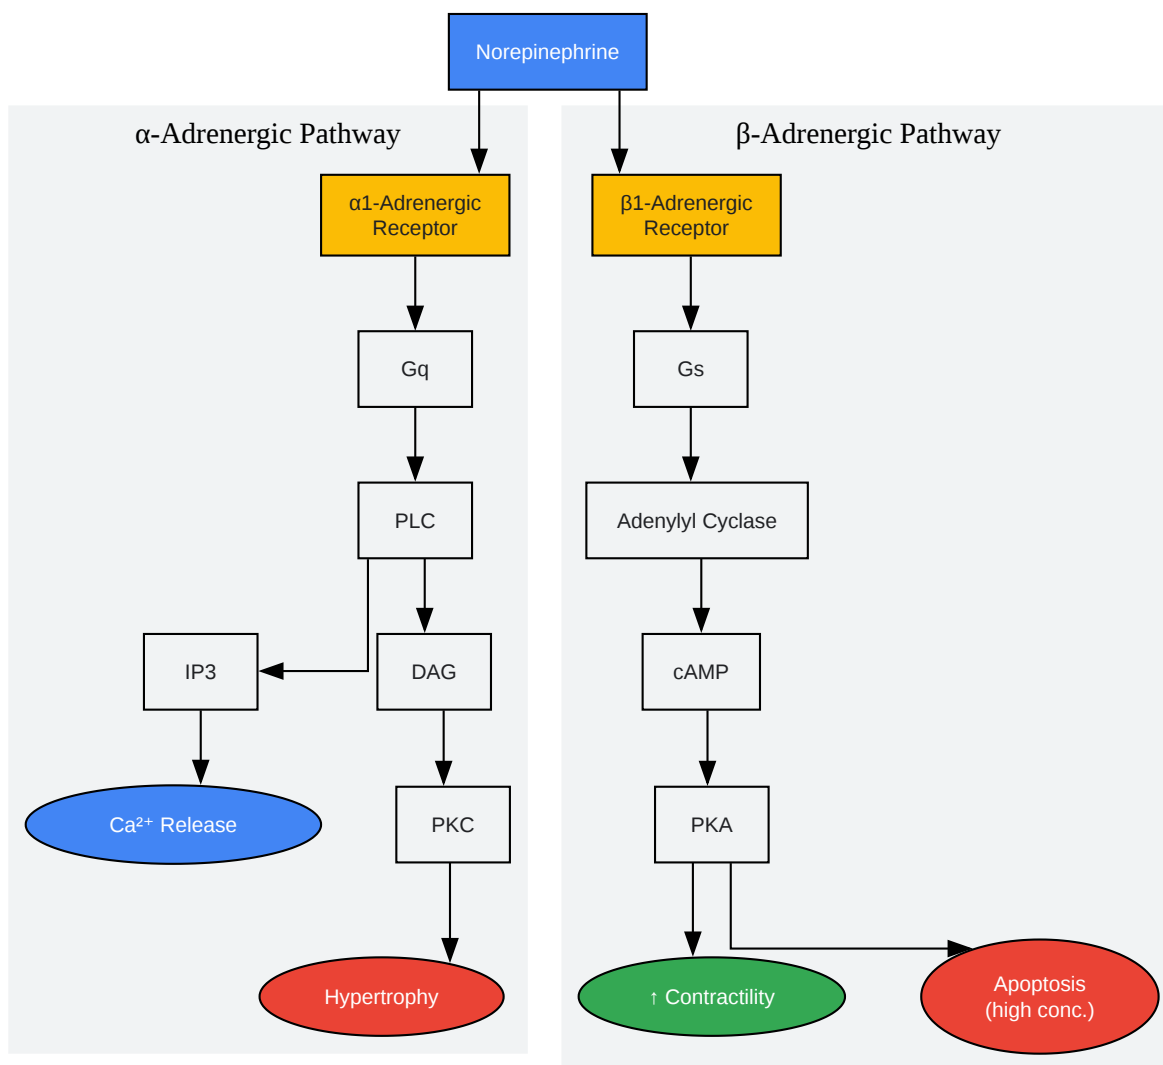 Norepinephrine
α-Adrenergic Pathway
α1-Adrenergic
Receptor
Gq
PLC
IP3
DAG
Ca²⁺ Release
PKC
Hypertrophy
β-Adrenergic Pathway
β1-Adrenergic
Receptor
Gs
Adenylyl Cyclase
cAMP
PKA
↑ Contractility
Apoptosis
(high conc.)